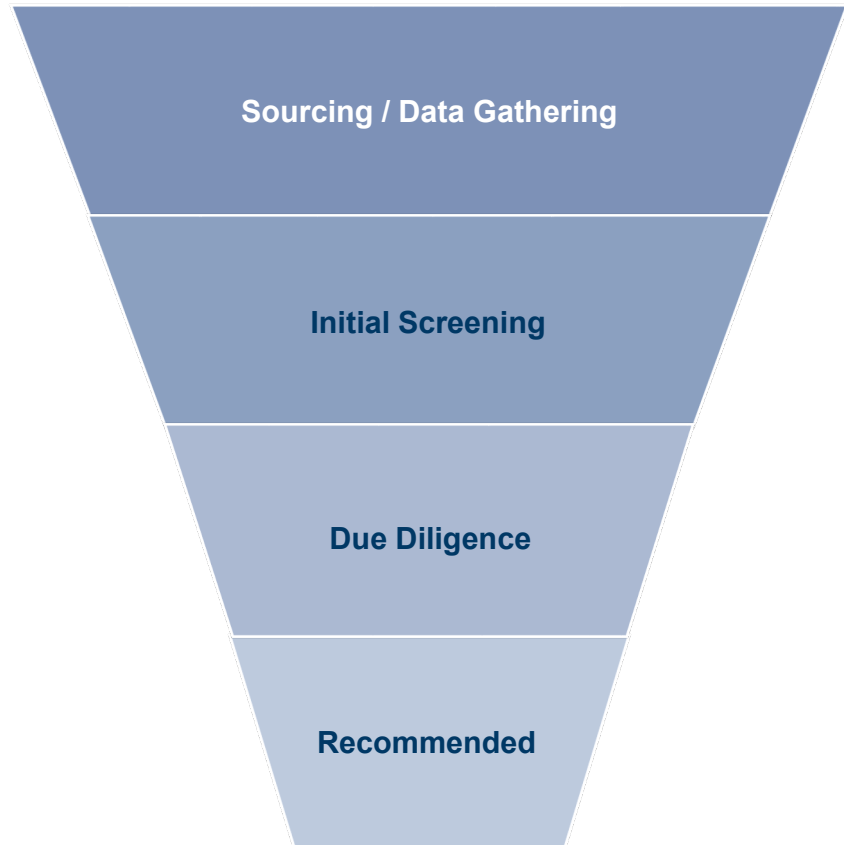 Sourcing / Data Gathering
Initial Screening
Due Diligence
Recommended